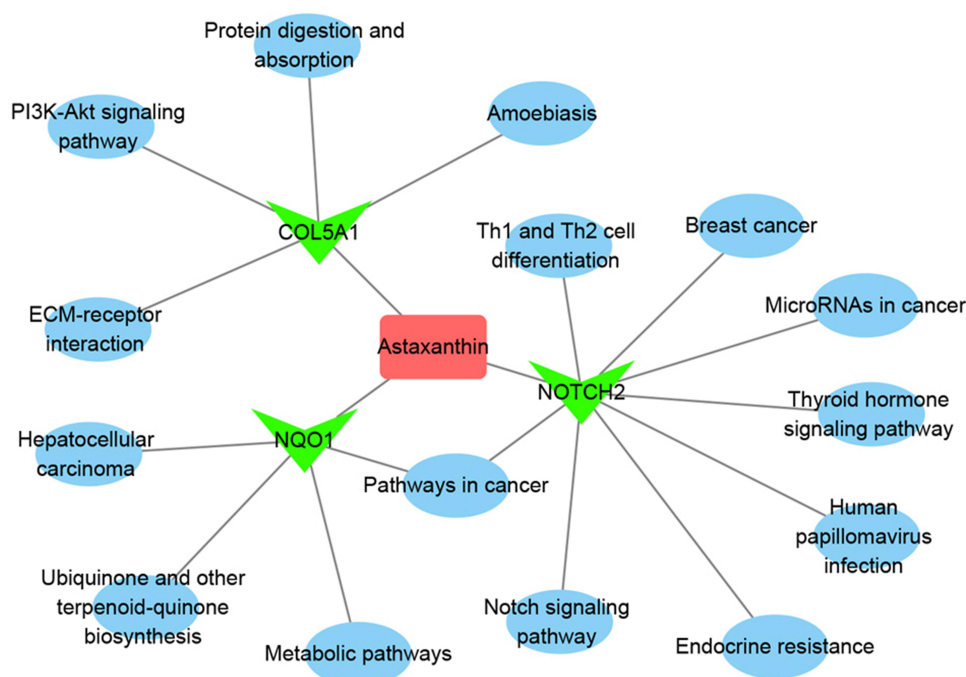 Protein digestion and
absorption
PI3K-Akt signaling
pathway
Amoebiasis
COL5A1
Th1 and Th2 cell
differentiation
Breast cancer
ECM-receptor
interaction
MicroRNAs in cancer
Astaxanthin
NOTCH2
Thyroid hormone
signaling pathway
Hepatocellular
carcinoma
NQO1
Pathways in cancer
Human
papillomavirus
infection
Ubiquinone and other
terpenoid-quinone
biosynthesis
Notch signaling
pathway
Metabolic pathways
Endocrine resistance